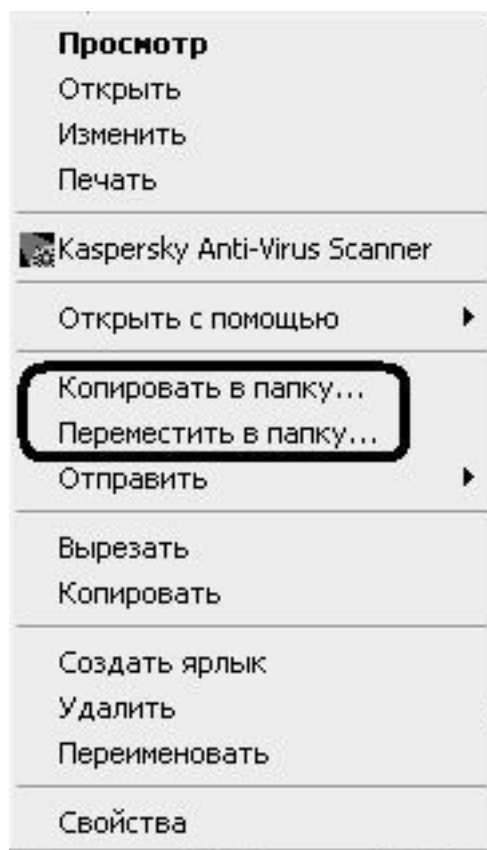 Просмотр
Открыть
Изменить
Печать
Kaspersky Anti-Virus Scanner
Открыть с помощью
Копировать в папку...
Переместить в папку...
Отправить
Вырезать
Копировать
Создать ярлык
Удалить
Переименовать
Свойства